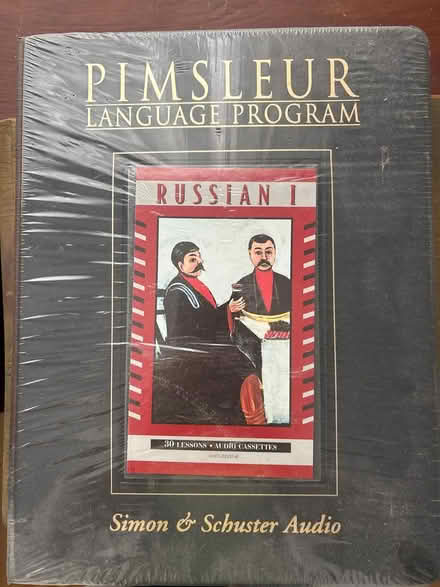 PIMSLEUR
LANGUAGE PROGRAM
RUSSIAN I
30 LESSONS • AUDIO CASSETTES
Simon & Schuster Audio